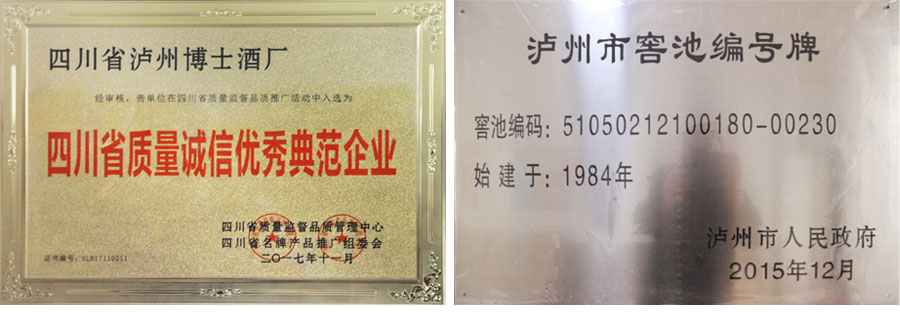 四川省泸州博士酒厂
经审核，贵单位在四川省质量监督品质推广活动中入选为
四川省质量诚信优秀典范企业
四川省质量监督品质管理中心
四川省名牌产品推广组委会
二〇一七年十一月
证书编号：SLR17110211
泸州市窖池编号牌
窖池编码：51050212100180-00230
始建于：1984年
泸州市人民政府
2015年12月